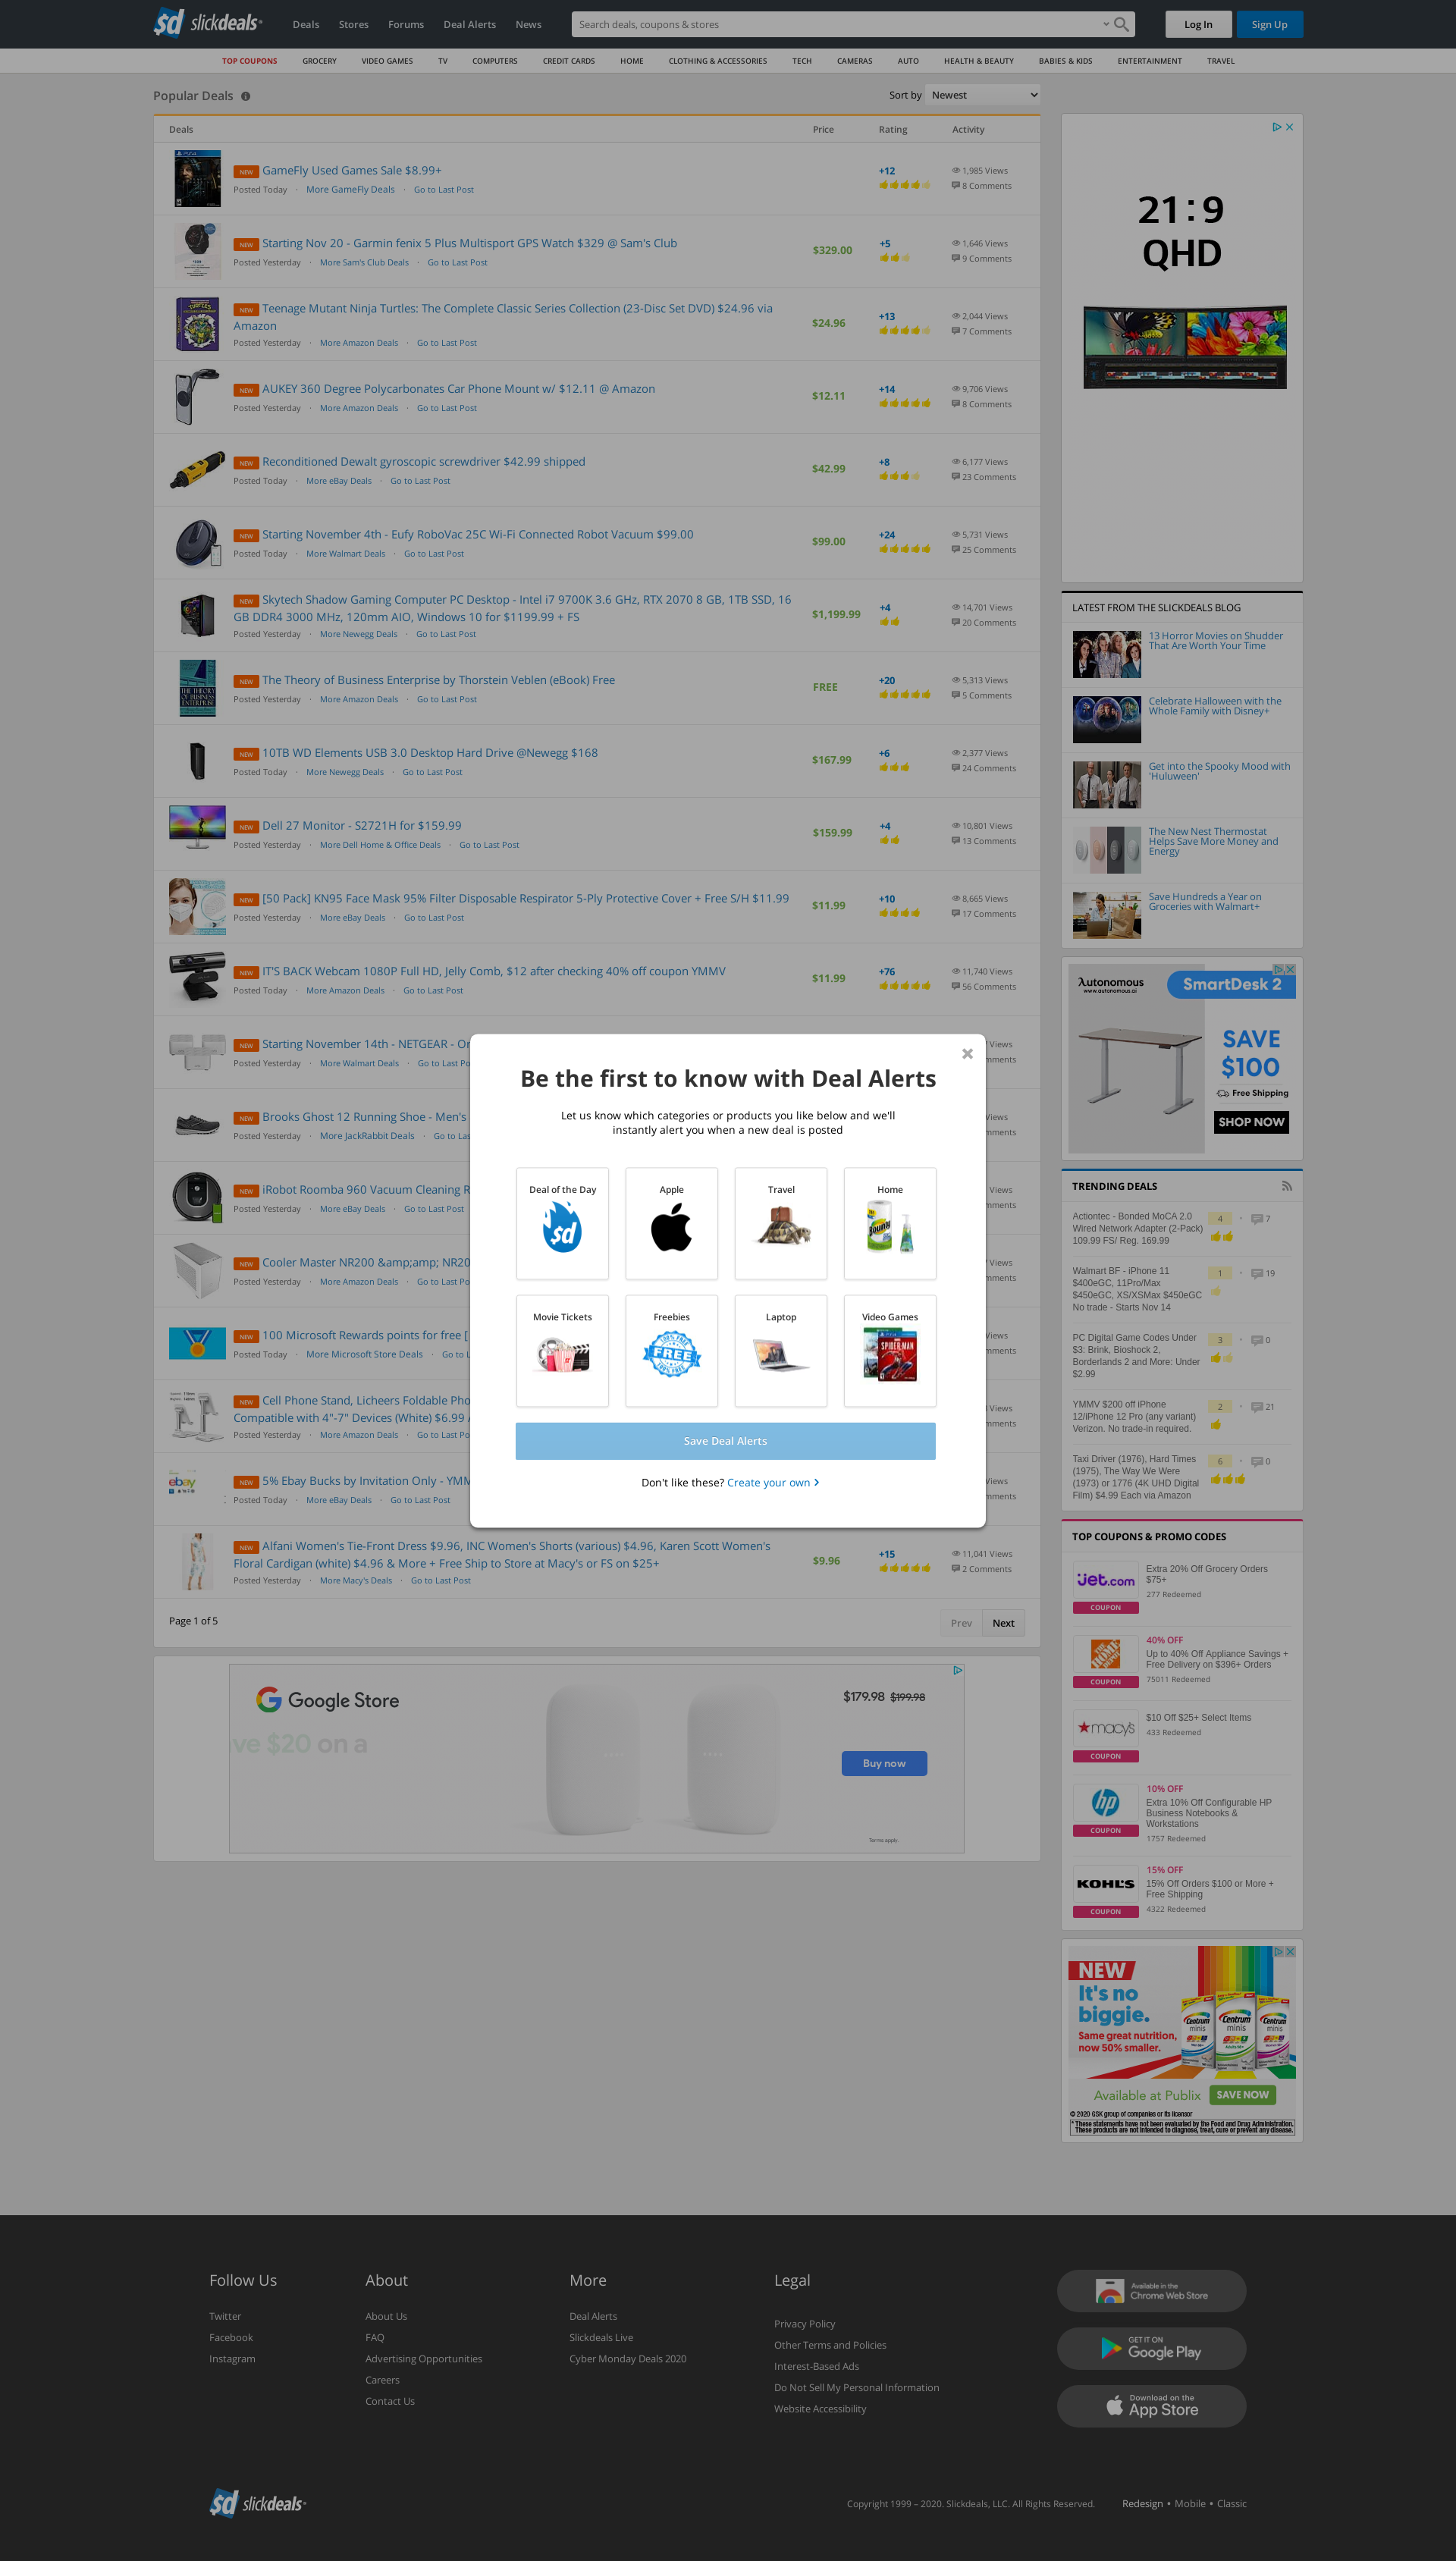 slickdeals
Deals
Stores
Forums
Deal Alerts
News
Search deals, coupons & stores
Log In
Sign Up
TOP COUPONS
GROCERY
VIDEO GAMES
TV
COMPUTERS
CREDIT CARDS
HOME
CLOTHING & ACCESSORIES
TECH
CAMERAS
AUTO
HEALTH & BEAUTY
BABIES & KIDS
ENTERTAINMENT
TRAVEL
Popular Deals
Sort by Newest
Deals
Price
Rating
Activity
NEW GameFly Used Games Sale $8.99+
Posted Today · More GameFly Deals · Go to Last Post
+12
1,985 Views
8 Comments
NEW Starting Nov 20 - Garmin fenix 5 Plus Multisport GPS Watch $329 @ Sam's Club
Posted Yesterday · More Sam's Club Deals · Go to Last Post
$329.00
+5
1,646 Views
9 Comments
NEW Teenage Mutant Ninja Turtles: The Complete Classic Series Collection (23-Disc Set DVD) $24.96 via
Amazon
Posted Yesterday · More Amazon Deals · Go to Last Post
$24.96
+13
2,044 Views
7 Comments
NEW AUKEY 360 Degree Polycarbonates Car Phone Mount w/ $12.11 @ Amazon
Posted Yesterday · More Amazon Deals · Go to Last Post
$12.11
+14
9,706 Views
8 Comments
NEW Reconditioned Dewalt gyroscopic screwdriver $42.99 shipped
Posted Today · More eBay Deals · Go to Last Post
$42.99
+8
6,177 Views
23 Comments
NEW Starting November 4th - Eufy RoboVac 25C Wi-Fi Connected Robot Vacuum $99.00
Posted Today · More Walmart Deals · Go to Last Post
$99.00
+24
5,731 Views
25 Comments
NEW Skytech Shadow Gaming Computer PC Desktop - Intel i7 9700K 3.6 GHz, RTX 2070 8 GB, 1TB SSD, 16
GB DDR4 3000 MHz, 120mm AIO, Windows 10 for $1199.99 + FS
Posted Yesterday · More Newegg Deals · Go to Last Post
$1,199.99
+4
14,701 Views
20 Comments
NEW The Theory of Business Enterprise by Thorstein Veblen (eBook) Free
Posted Yesterday · More Amazon Deals · Go to Last Post
FREE
+20
5,313 Views
5 Comments
NEW 10TB WD Elements USB 3.0 Desktop Hard Drive @Newegg $168
Posted Today · More Newegg Deals · Go to Last Post
$167.99
+6
2,377 Views
24 Comments
NEW Dell 27 Monitor - S2721H for $159.99
Posted Yesterday · More Dell Home & Office Deals · Go to Last Post
$159.99
+4
10,801 Views
13 Comments
NEW [50 Pack] KN95 Face Mask 95% Filter Disposable Respirator 5-Ply Protective Cover + Free S/H $11.99
Posted Yesterday · More eBay Deals · Go to Last Post
$11.99
+10
8,665 Views
17 Comments
NEW IT'S BACK Webcam 1080P Full HD, Jelly Comb, $12 after checking 40% off coupon YMMV
Posted Today · More Amazon Deals · Go to Last Post
$11.99
+76
11,740 Views
56 Comments
NEW Starting November 14th - NETGEAR - Or
Posted Yesterday · More Walmart Deals · Go to Last Po
NEW Brooks Ghost 12 Running Shoe - Men's
Posted Yesterday · More JackRabbit Deals · Go to Las
NEW iRobot Roomba 960 Vacuum Cleaning R
Posted Yesterday · More eBay Deals · Go to Last Post
NEW Cooler Master NR200 &amp;amp; NR20
Posted Yesterday · More Amazon Deals · Go to Last Po
NEW 100 Microsoft Rewards points for free [
Posted Today · More Microsoft Store Deals · Go to L
NEW Cell Phone Stand, Licheers Foldable Pho
Compatible with 4"-7" Devices (White) $6.99
Posted Yesterday · More Amazon Deals · Go to Last Po
NEW 5% Ebay Bucks by Invitation Only - YMM
Posted Today · More eBay Deals · Go to Last Post
NEW Alfani Women's Tie-Front Dress $9.96, INC Women's Shorts (various) $4.96, Karen Scott Women's
Floral Cardigan (white) $4.96 & More + Free Ship to Store at Macy's or FS on $25+
Posted Yesterday · More Macy's Deals · Go to Last Post
$9.96
+15
11,041 Views
2 Comments
Page 1 of 5
Prev
Next
Be the first to know with Deal Alerts
Let us know which categories or products you like below and we'll
instantly alert you when a new deal is posted
Deal of the Day
Apple
Travel
Home
Movie Tickets
Freebies
FREE
Laptop
Video Games
Save Deal Alerts
Don't like these? Create your own
Google Store
ve $20 on a
$179.98 $199.98
Buy now
Terms apply.
21:9
QHD
LATEST FROM THE SLICKDEALS BLOG
13 Horror Movies on Shudder
That Are Worth Your Time
Celebrate Halloween with the
Whole Family with Disney+
Get into the Spooky Mood with
'Huluween'
The New Nest Thermostat
Helps Save More Money and
Energy
Save Hundreds a Year on
Groceries with Walmart+
Autonomous
www.autonomous.ai
SmartDesk 2
SAVE
$100
Free Shipping
SHOP NOW
TRENDING DEALS
Actiontec - Bonded MoCA 2.0
Wired Network Adapter (2-Pack)
109.99 FS/ Reg. 169.99
4
7
Walmart BF - iPhone 11
$400eGC, 11Pro/Max
$450eGC, XS/XSMax $450eGC
No trade - Starts Nov 14
1
19
PC Digital Game Codes Under
$3: Brink, Bioshock 2,
Borderlands 2 and More: Under
$2.99
3
0
YMMV $200 off iPhone
12/iPhone 12 Pro (any variant)
Verizon. No trade-in required.
2
21
Taxi Driver (1976), Hard Times
(1975), The Way We Were
(1973) or 1776 (4K UHD Digital
Film) $4.99 Each via Amazon
6
0
TOP COUPONS & PROMO CODES
jet.com
COUPON
Extra 20% Off Grocery Orders
$75+
277 Redeemed
COUPON
40% OFF
Up to 40% Off Appliance Savings +
Free Delivery on $396+ Orders
75011 Redeemed
macy's
COUPON
$10 Off $25+ Select Items
433 Redeemed
hp
COUPON
10% OFF
Extra 10% Off Configurable HP
Business Notebooks &
Workstations
1757 Redeemed
KOHL'S
COUPON
15% OFF
15% Off Orders $100 or More +
Free Shipping
4322 Redeemed
NEW
It's no
biggie.
Same great nutrition,
now 50% smaller.
Centrum minis
Centrum minis
Centrum minis
Available at Publix
SAVE NOW
© 2020 GSK group of companies or its licensor
* These statements have not been evaluated by the Food and Drug Administration.
These products are not intended to diagnose, treat, cure or prevent any disease.
Follow Us
Twitter
Facebook
Instagram
About
About Us
FAQ
Advertising Opportunities
Careers
Contact Us
More
Deal Alerts
Slickdeals Live
Cyber Monday Deals 2020
Legal
Privacy Policy
Other Terms and Policies
Interest-Based Ads
Do Not Sell My Personal Information
Website Accessibility
Available in the
Chrome Web Store
GET IT ON
Google Play
Download on the
App Store
slickdeals
Copyright 1999 – 2020. Slickdeals, LLC. All Rights Reserved.
Redesign • Mobile • Classic